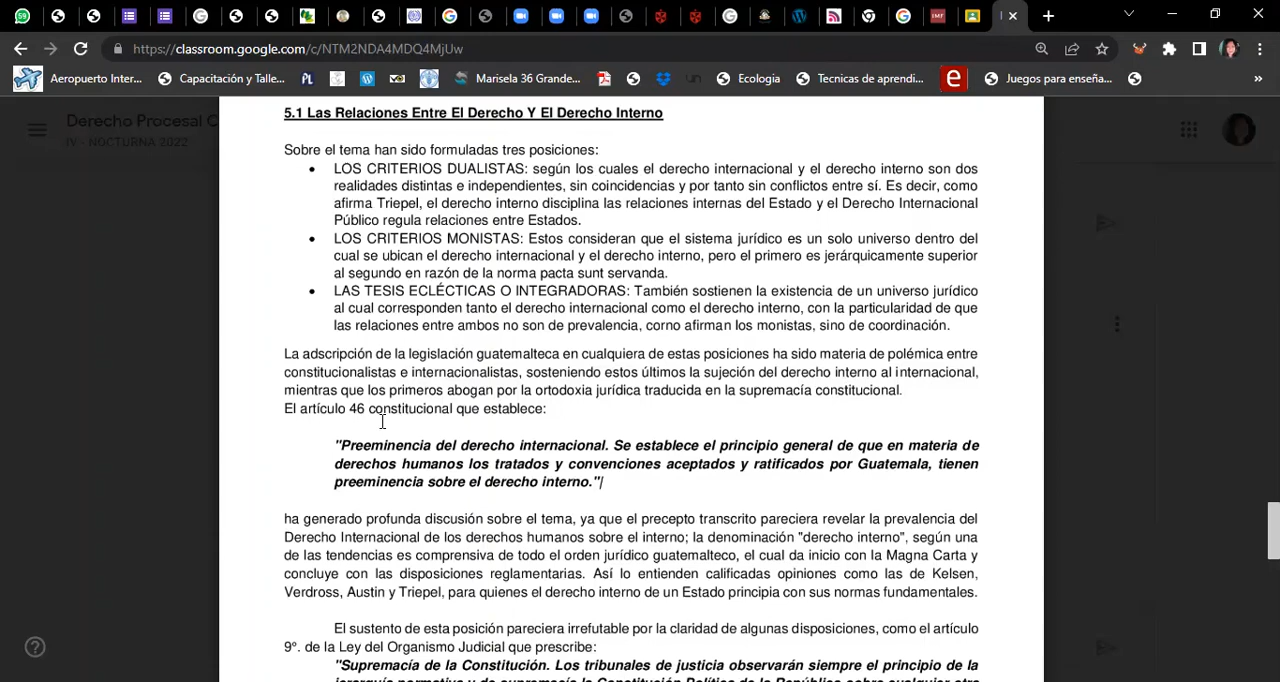 59
https://classroom.google.com/c/NTM2NDA4MDQ4MjUw
Aeropuerto Inter... Capacitación y Talle... Marisela 36 Grande... Ecologia Tecnicas de aprendi... Juegos para enseña... »
Derecho Procesal C
IV - NOCTURNA 2022
5.1 Las Relaciones Entre El Derecho Y El Derecho Interno
Sobre el tema han sido formuladas tres posiciones:
• LOS CRITERIOS DUALISTAS: según los cuales el derecho internacional y el derecho interno son dos
realidades distintas e independientes, sin coincidencias y por tanto sin conflictos entre sí. Es decir, como
afirma Triepel, el derecho interno disciplina las relaciones internas del Estado y el Derecho Internacional
Público regula relaciones entre Estados.
• LOS CRITERIOS MONISTAS: Estos consideran que el sistema jurídico es un solo universo dentro del
cual se ubican el derecho internacional y el derecho interno, pero el primero es jerárquicamente superior
al segundo en razón de la norma pacta sunt servanda.
• LAS TESIS ECLÉCTICAS O INTEGRADORAS: También sostienen la existencia de un universo jurídico
al cual corresponden tanto el derecho internacional como el derecho interno, con la particularidad de que
las relaciones entre ambos no son de prevalencia, corno afirman los monistas, sino de coordinación.
La adscripción de la legislación guatemalteca en cualquiera de estas posiciones ha sido materia de polémica entre
constitucionalistas e internacionalistas, sosteniendo estos últimos la sujeción del derecho interno al internacional,
mientras que los primeros abogan por la ortodoxia jurídica traducida en la supremacía constitucional.
El artículo 46 constitucional que establece:
"Preeminencia del derecho internacional. Se establece el principio general de que en materia de
derechos humanos los tratados y convenciones aceptados y ratificados por Guatemala, tienen
preeminencia sobre el derecho interno."
ha generado profunda discusión sobre el tema, ya que el precepto transcrito pareciera revelar la prevalencia del
Derecho Internacional de los derechos humanos sobre el interno; la denominación "derecho interno", según una
de las tendencias es comprensiva de todo el orden jurídico guatemalteco, el cual da inicio con la Magna Carta y
concluye con las disposiciones reglamentarias. Así lo entienden calificadas opiniones como las de Kelsen,
Verdross, Austin y Triepel, para quienes el derecho interno de un Estado principia con sus normas fundamentales.
El sustento de esta posición pareciera irrefutable por la claridad de algunas disposiciones, como el artículo
9°. de la Ley del Organismo Judicial que prescribe:
"Supremacía de la Constitución. Los tribunales de justicia observarán siempre el principio de la
jerarquía normativa y de supremacía la Constitución Política de la República sobre cualquier otra